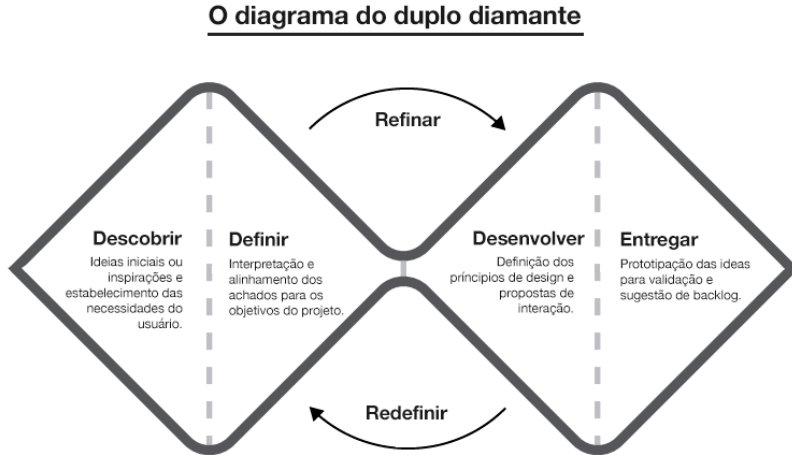 O diagrama do duplo diamante
Refinar
Descobrir
Ideias iniciais ou
inspirações e
estabelecimento das
necessidades do
usuário.
Definir
Interpretação e
alinhamento dos
achados para os
objetivos do projeto.
Desenvolver
Definição dos
príncipios de design e
propostas de
interação.
Entregar
Prototipação das ideas
para validação e
sugestão de backlog.
Redefinir